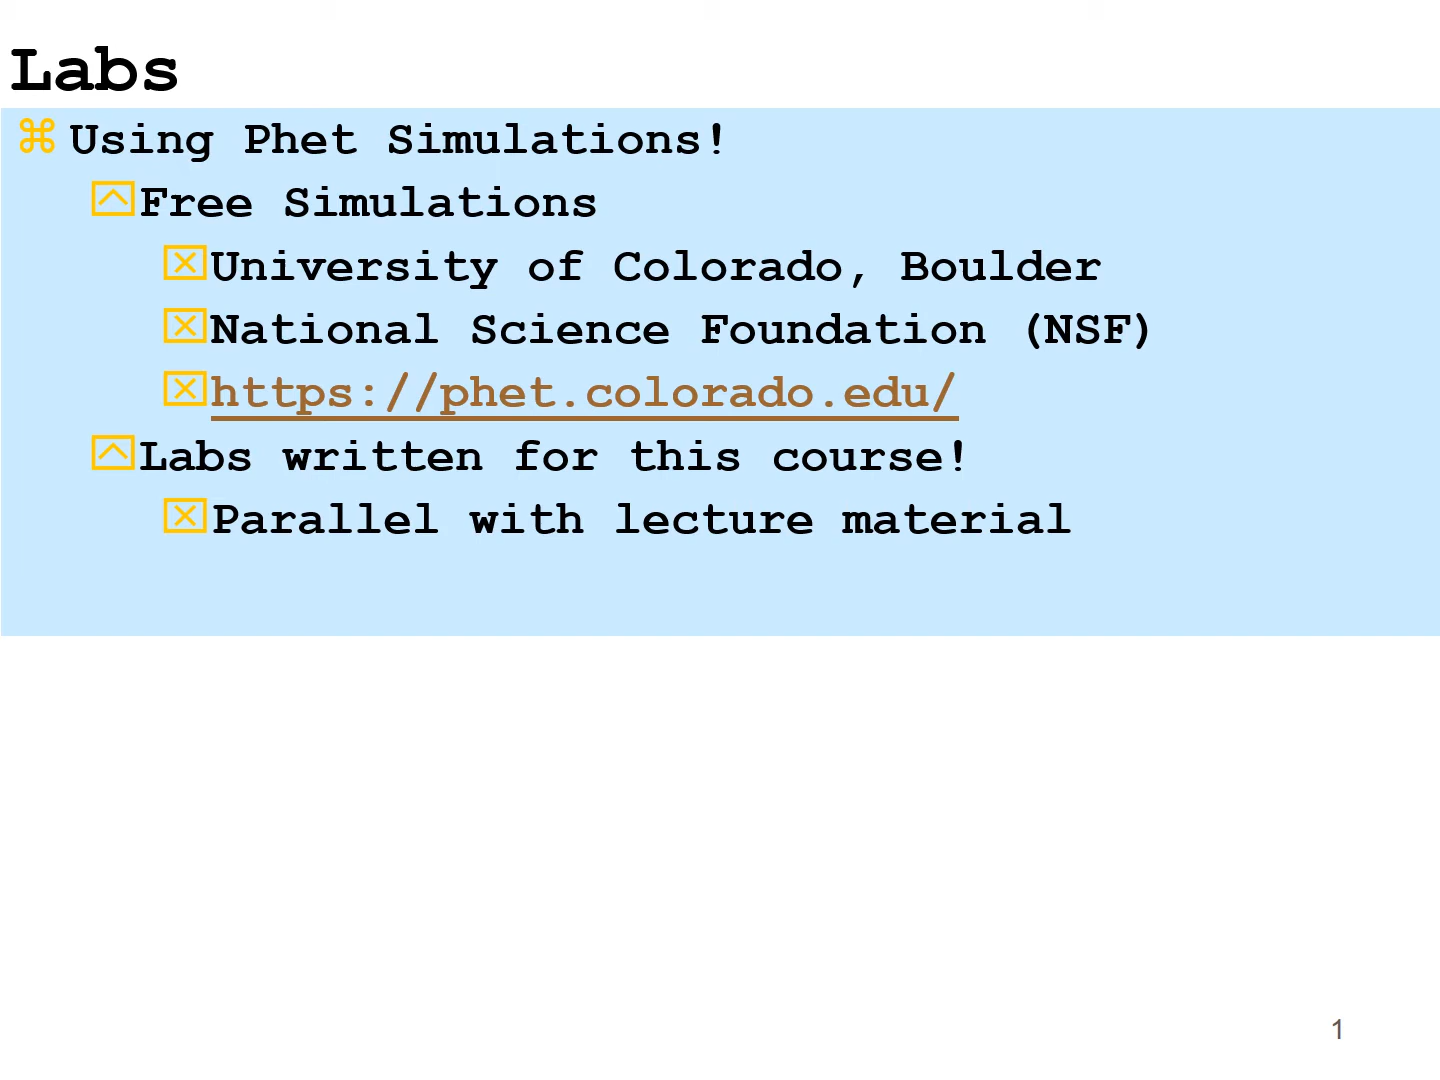 Labs
⌘ Using Phet Simulations!
Free Simulations
University of Colorado, Boulder
National Science Foundation (NSF)
https://phet.colorado.edu/
Labs written for this course!
Parallel with lecture material
1